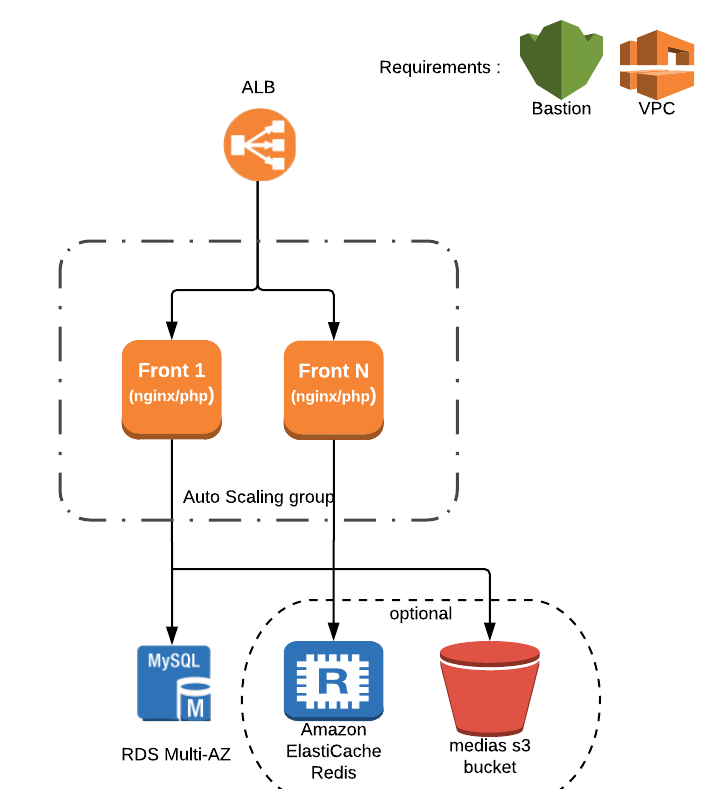 Requirements :
Bastion
VPC
ALB
Front 1
(nginx/php)
Front N
(nginx/php)
Auto Scaling group
optional
MySQL
M
RDS Multi-AZ
R
Amazon
ElastiCache
Redis
medias s3
bucket